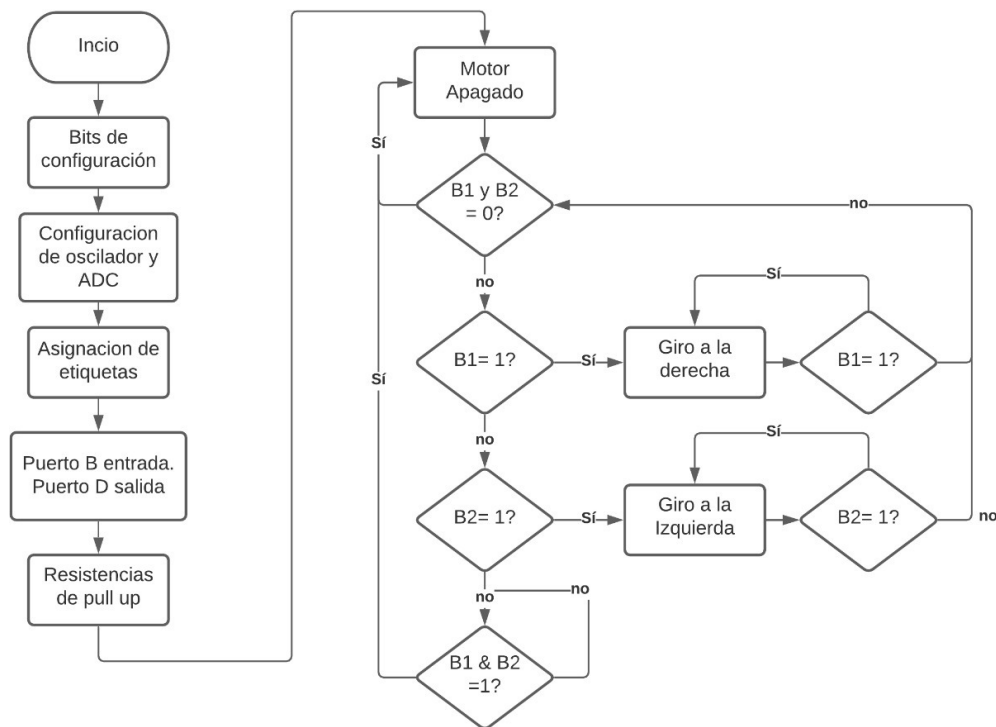 Incio
Bits de
configuración
Configuracion
de oscilador y
ADC
Asignacion de
etiquetas
Puerto B entrada.
Puerto D salida
Resistencias
de pull up
Motor
Apagado
Sí
B1 y B2
= 0?
no
no
B1= 1?
Sí
Giro a la
derecha
Sí
B1= 1?
Sí
no
B2= 1?
Sí
Giro a la
Izquierda
Sí
B2= 1?
no
no
no
B1 & B2
=1?